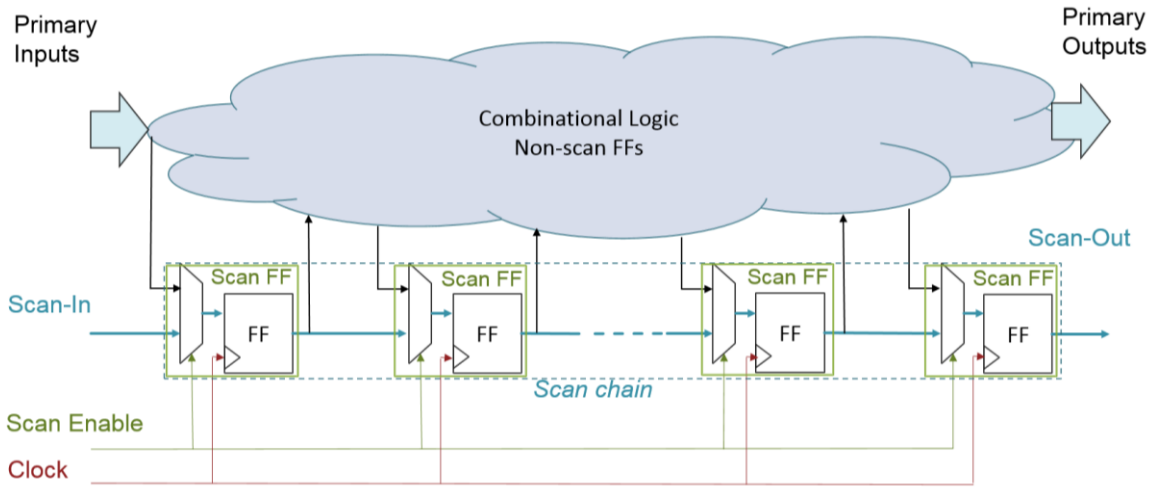 Primary
Inputs
Primary
Outputs
Combinational Logic
Non-scan FFs
Scan-Out
Scan FF
Scan FF
Scan FF
Scan FF
Scan-In
FF
FF
FF
FF
Scan chain
Scan Enable
Clock